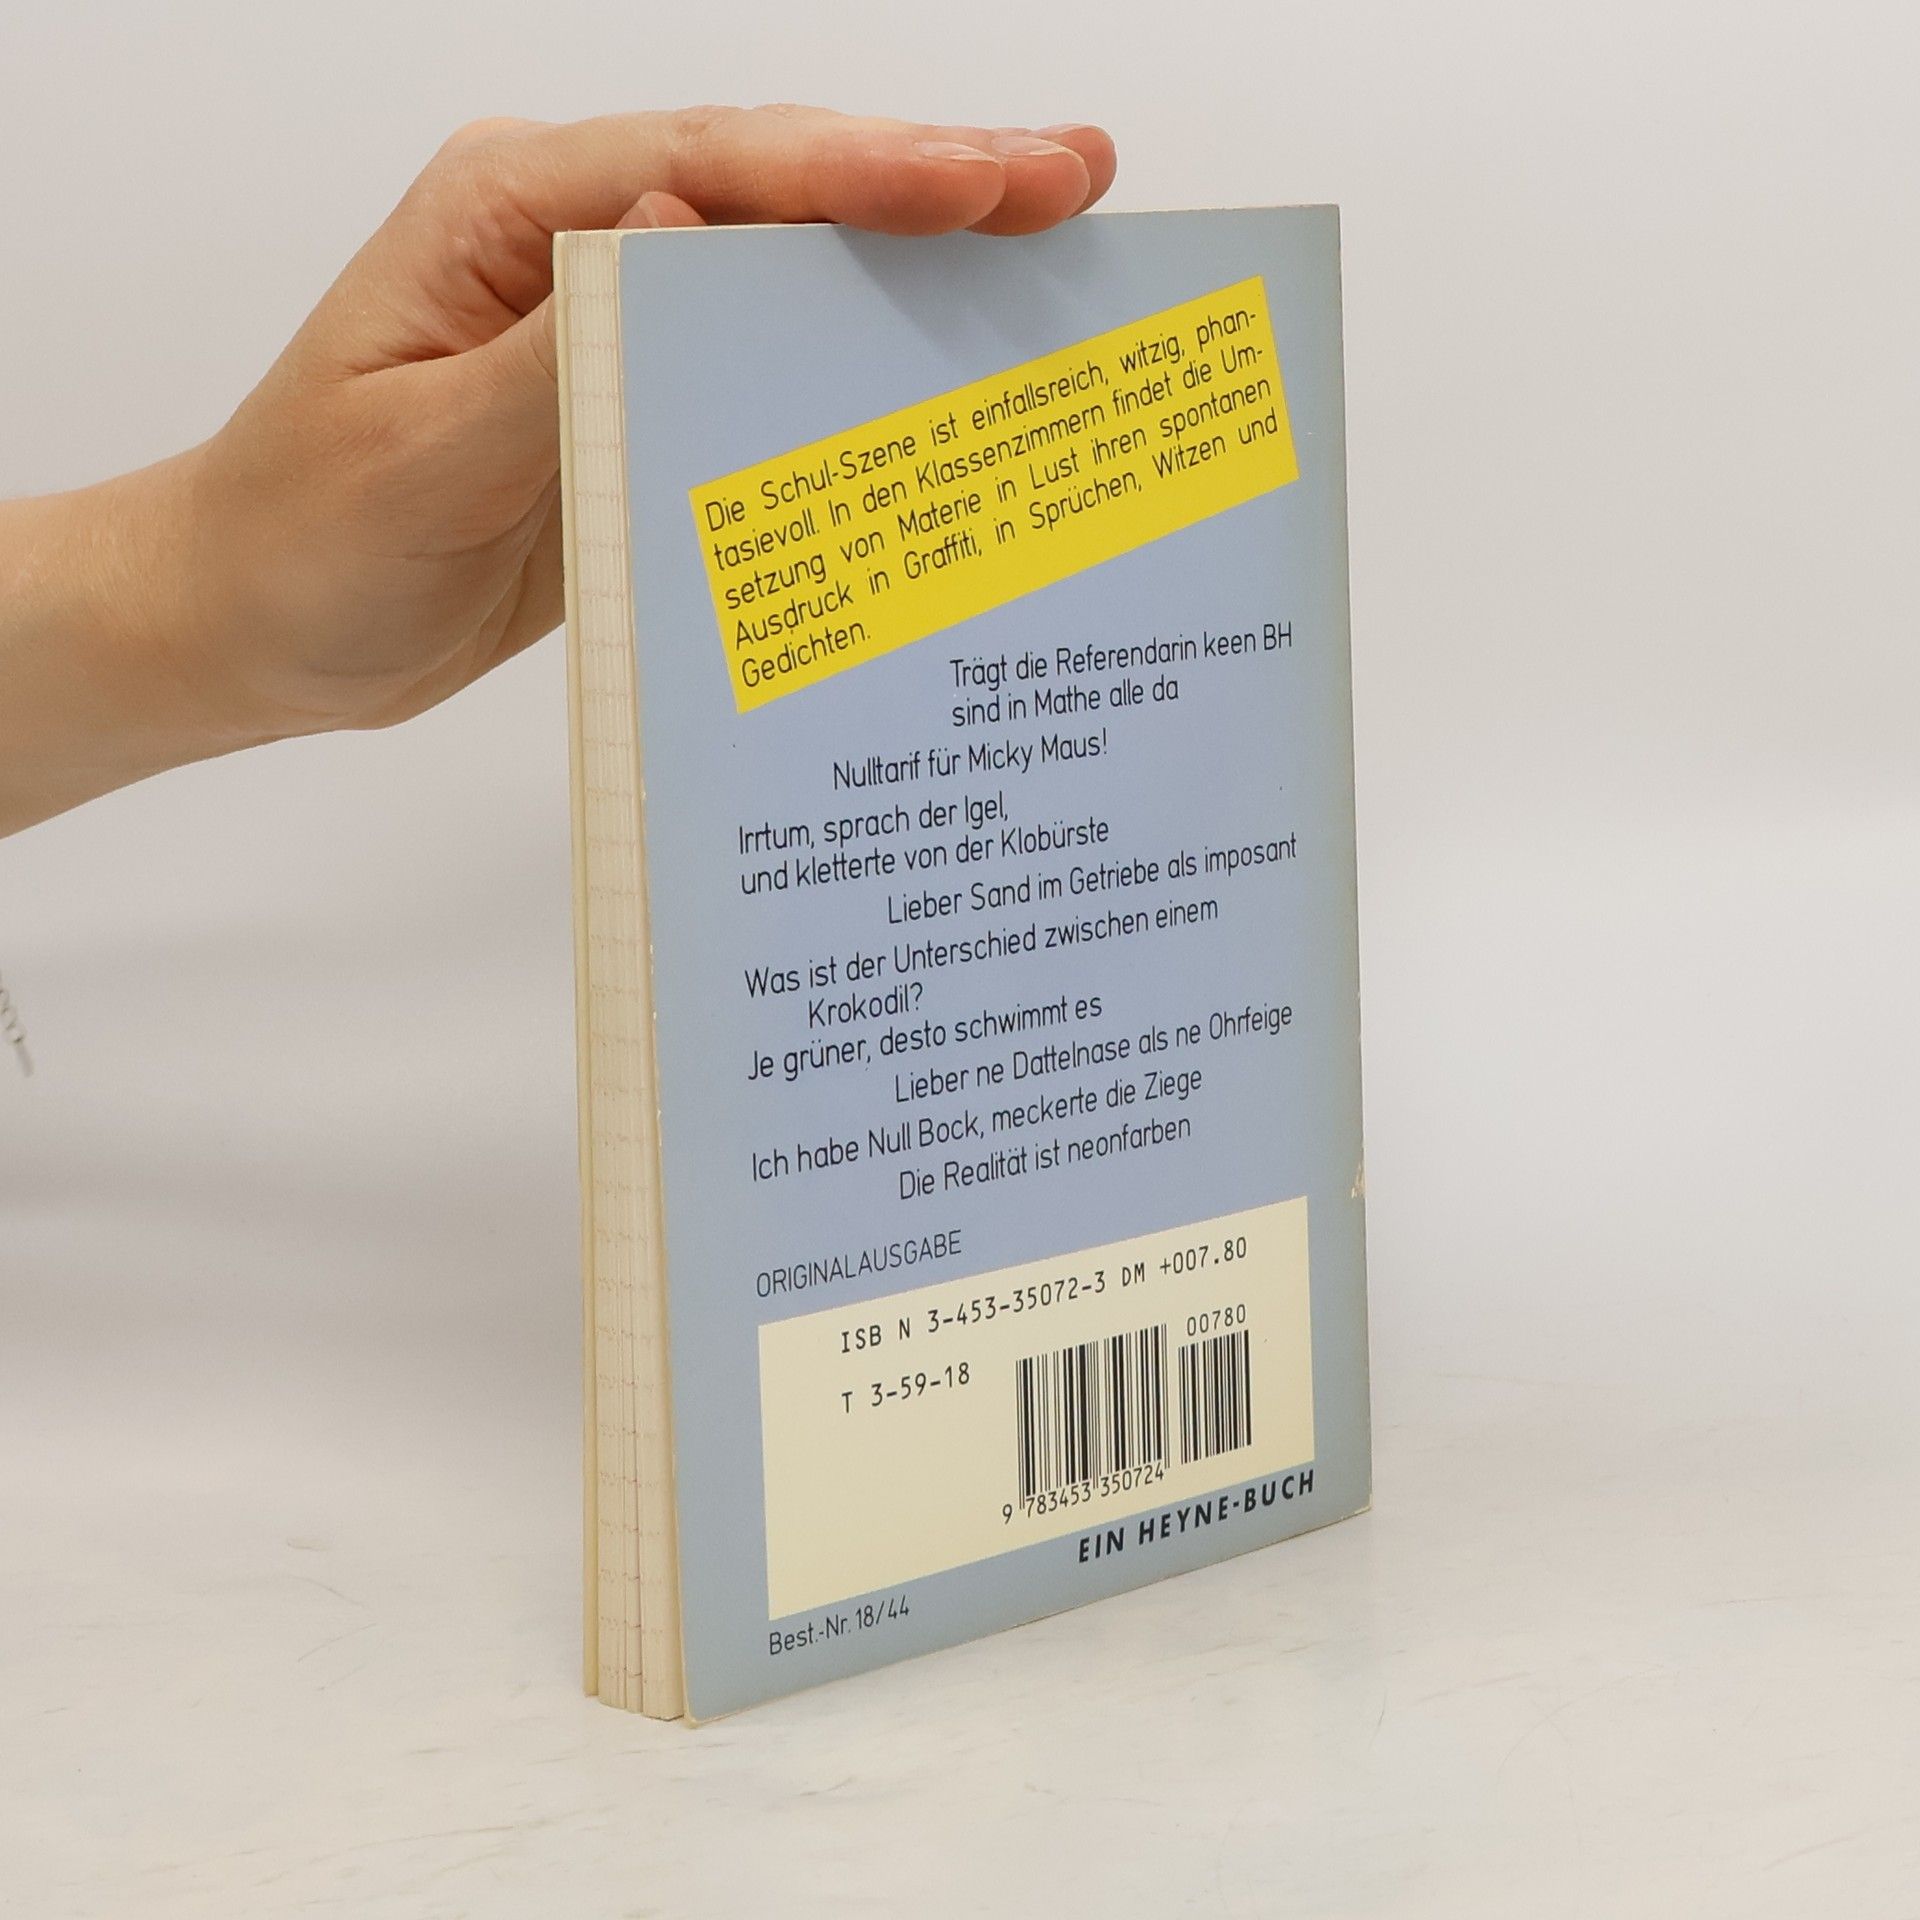 Die Schul-Szene ist einfallsreich, witzig, phan-
tasievoll. In den Klassenzimmern findet die Um-
setzung von Materie in Lust ihren spontanen
Ausdruck in Graffiti, in Sprüchen, Witzen und
Gedichten.
Trägt die Referendarin keen BH
sind in Mathe alle da
Nulltarif für Micky Maus!
Irrtum, sprach der Igel,
und kletterte von der Klobürste
Lieber Sand im Getriebe als imposant
Was ist der Unterschied zwischen einem
Krokodil?
Je grüner, desto schwimmt es
Lieber ne Dattelnase als ne Ohrfeige
Ich habe Null Bock, meckerte die Ziege
Die Realität ist neonfarben
ORIGINALAUSGABE
ISB N 3-453-35072-3 DM +007.80
00780
T 3-59-18
9 783453 350724
EIN HEYNE-BUCH
Best.-Nr. 18/44